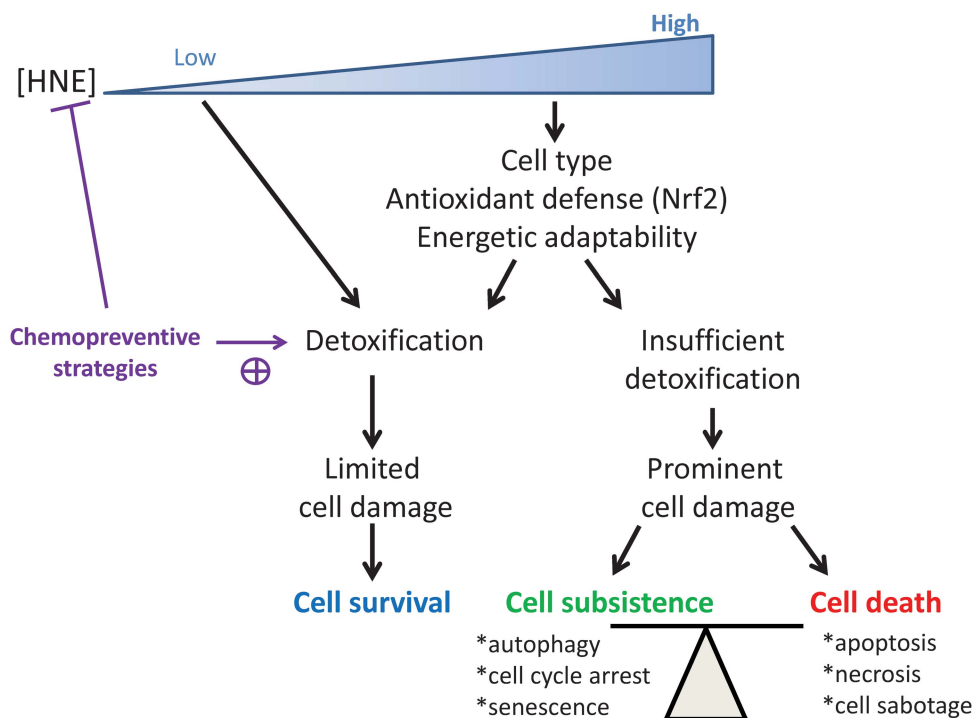 High
Low
[HNE]
Cell type
Antioxidant defense (Nrf2)
Energetic adaptability
Chemopreventive
strategies
Detoxification
Insufficient
detoxification
Limited
cell damage
Prominent
cell damage
Cell survival
Cell subsistence
*autophagy
*cell cycle arrest
*senescence
Cell death
*apoptosis
*necrosis
*cell sabotage